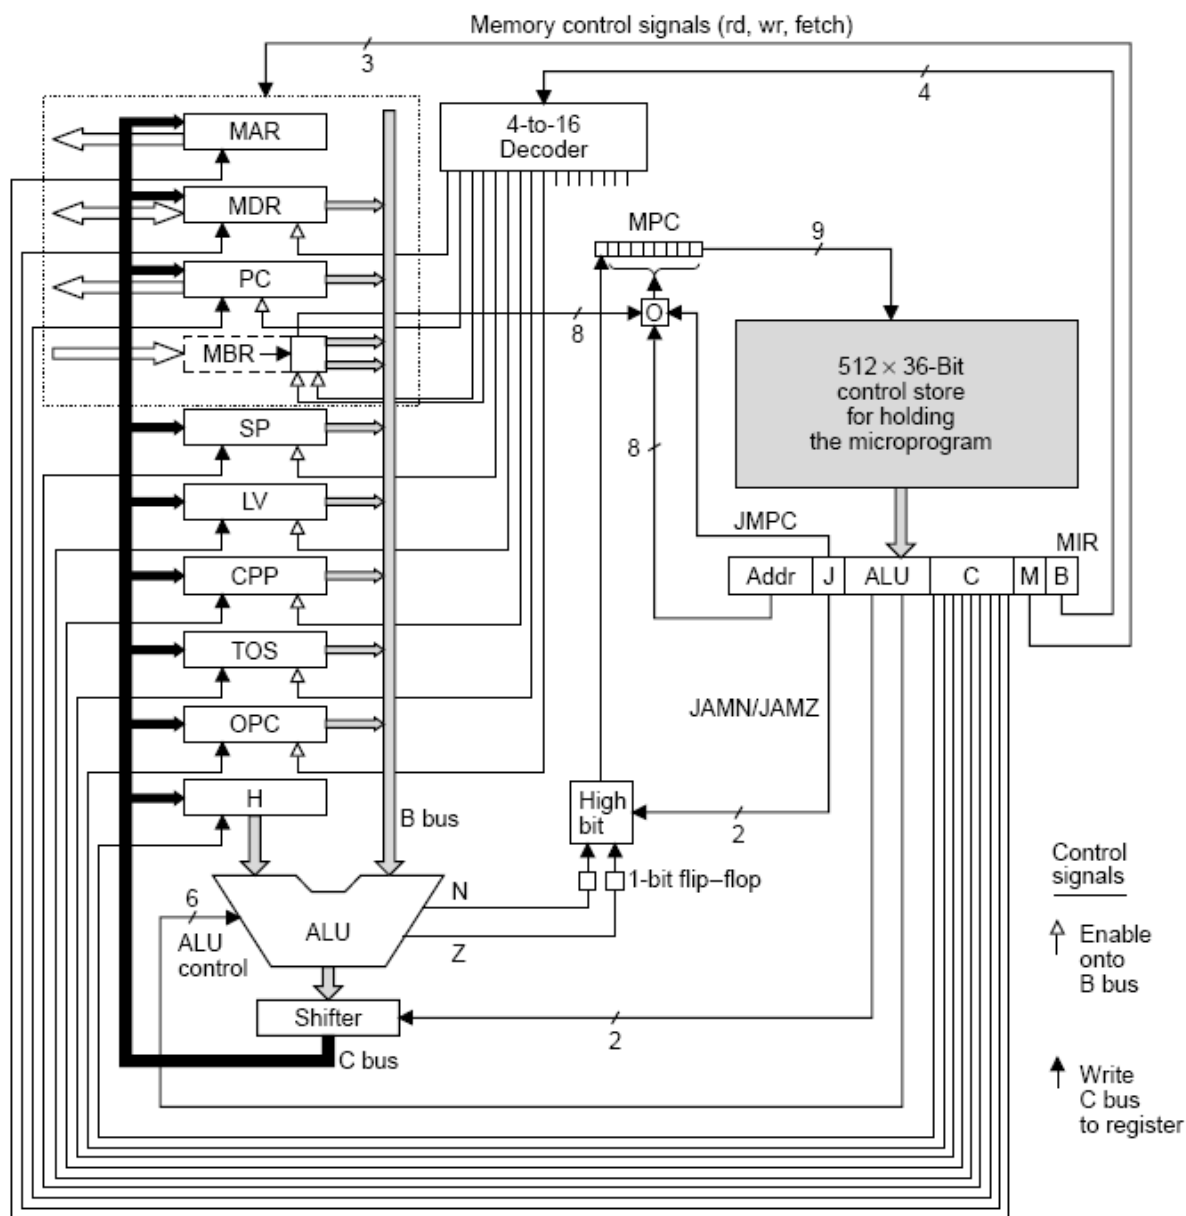 Memory control signals (rd, wr, fetch)
3
4
MAR
4-to-16
Decoder
MDR
MPC
9
PC
O
8
MBR
512 × 36-Bit
control store
for holding
the microprogram
SP
8
LV
JMPC
MIR
Addr J ALU C M B
CPP
TOS
JAMN/JAMZ
OPC
H
B bus
High
bit
2
Control
signals
1-bit flip–flop
6
N
ALU
control
ALU
Z
Enable
onto
B bus
Shifter
2
C bus
Write
C bus
to register